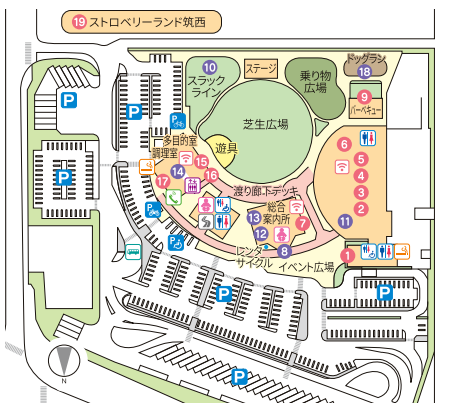 19 ストロベリーランド筑西
10
スラック
ライン
ステージ
乗り物
広場
ドッグラン
18
9
バーベキュー
P
P
P
芝生広場
多目的室
調理室
遊具
15
14
16
17
6
5
4
3
2
11
渡り廊下デッキ
総合
案内所
13
7
12
8
レンタ
サイクル
イベント広場
1
P
P
P
P
P
P
N